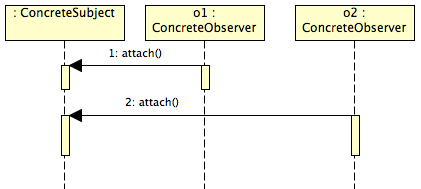 : ConcreteSubject
o1 :
ConcreteObserver
o2 :
ConcreteObserver
1: attach()
2: attach()